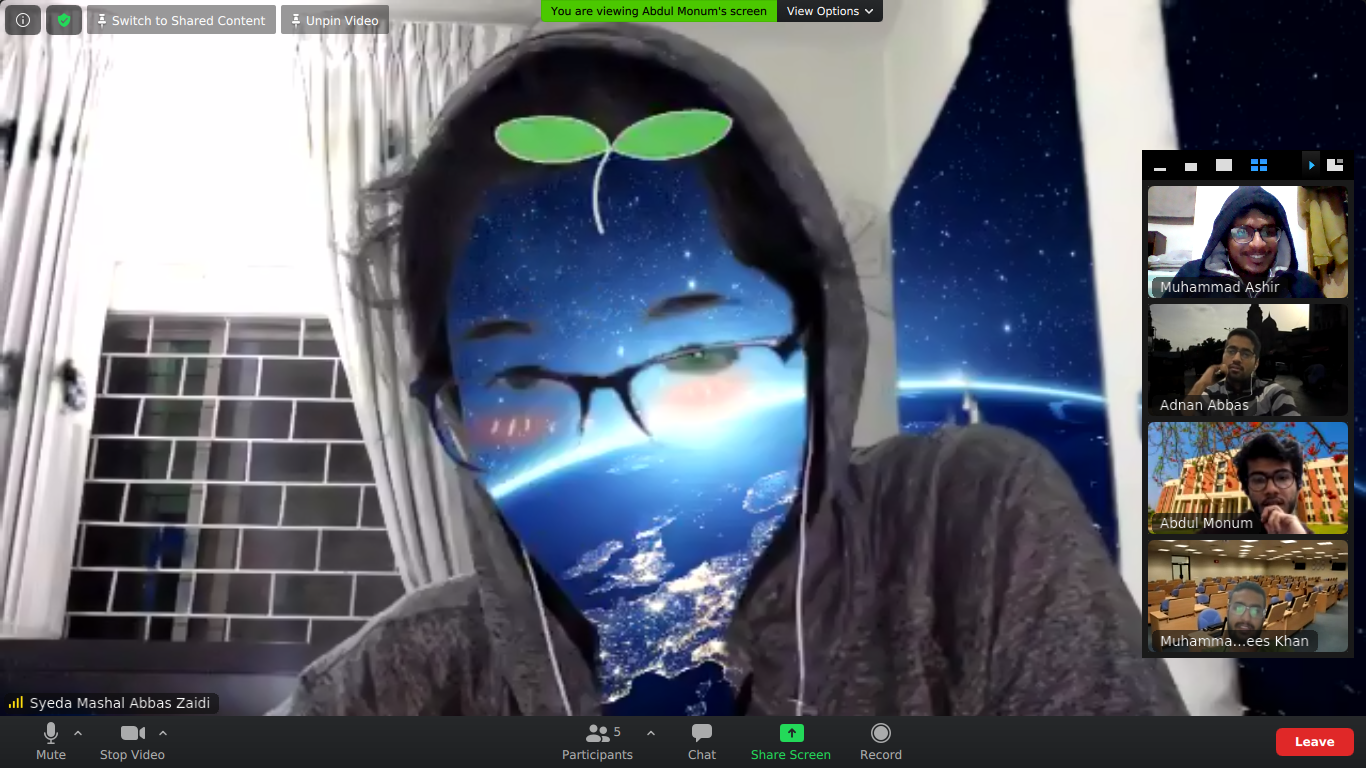 Switch to Shared Content
Unpin Video
You are viewing Abdul Monum's screen
View Options
Muhammad Ashir
Adnan Abbas
Abdul Monum
Muhamma...ees Khan
Syeda Mashal Abbas Zaidi
Mute
Stop Video
Participants
5
Chat
Share Screen
Record
Leave